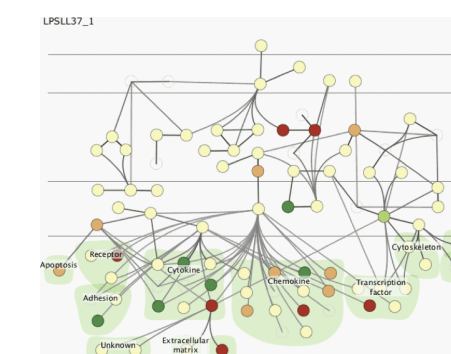 LPSLL37_1
Cytoskeleton
Receptor
Apoptosis
Cytokine
Chemokine
Transcription
factor
Adhesion
Extracellular
matrix
Unknown